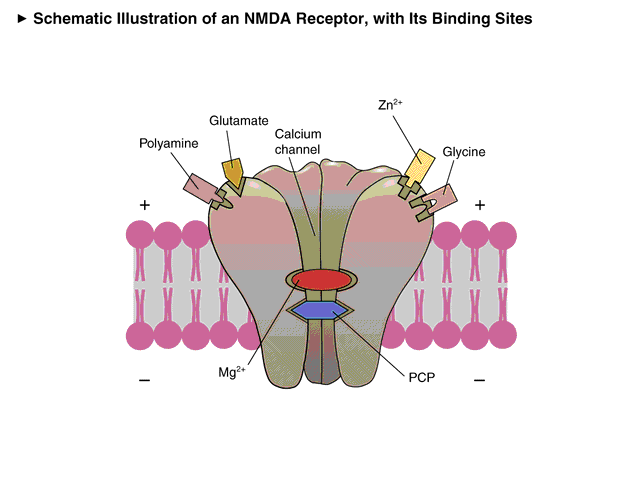 ► Schematic Illustration of an NMDA Receptor, with Its Binding Sites
Zn²⁺
Glutamate
Calcium
channel
Polyamine
Glycine
+ +
Mg²⁺
PCP
– –